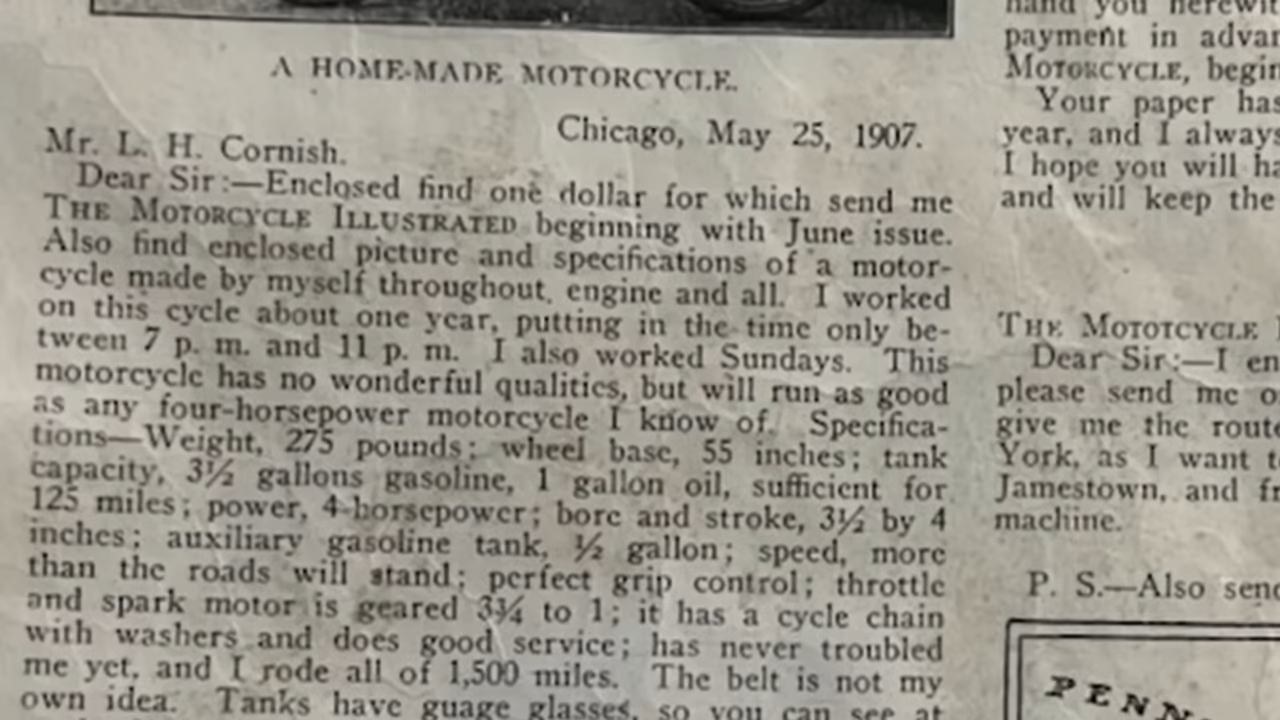 A HOME-MADE MOTORCYCLE.
Chicago, May 25, 1907.
Mr. L. H. Cornish.
Dear Sir:—Enclosed find one dollar for which send me
THE MOTORCYCLE ILLUSTRATED beginning with June issue.
Also find enclosed picture and specifications of a motor-
cycle made by myself throughout, engine and all. I worked
on this cycle about one year, putting in the time only be-
tween 7 p. m. and 11 p. m. I also worked Sundays. This
motorcycle has no wonderful qualities, but will run as good
as any four-horsepower motorcycle I know of. Specifica-
tions—Weight, 275 pounds; wheel base, 55 inches; tank
capacity, 3½ gallons gasoline, 1 gallon oil, sufficient for
125 miles; power, 4-horsepower; bore and stroke, 3½ by 4
inches; auxiliary gasoline tank, ½ gallon; speed, more
than the roads will stand; perfect grip control; throttle
and spark motor is geared 3¾ to 1; it has a cycle chain
with washers and does good service; has never troubled
me yet, and I rode all of 1,500 miles. The belt is not my
own idea. Tanks have guage glasses, so you can see at
hand you
payment in advan
MOTORCYCLE, begin
Your paper has
year, and I always
I hope you will ha
and will keep the
THE MOTOTCYCLE
Dear Sir:—I en
please send me o
give me the route
York, as I want to
Jamestown, and fr
machine.
P. S.—Also send
PENN